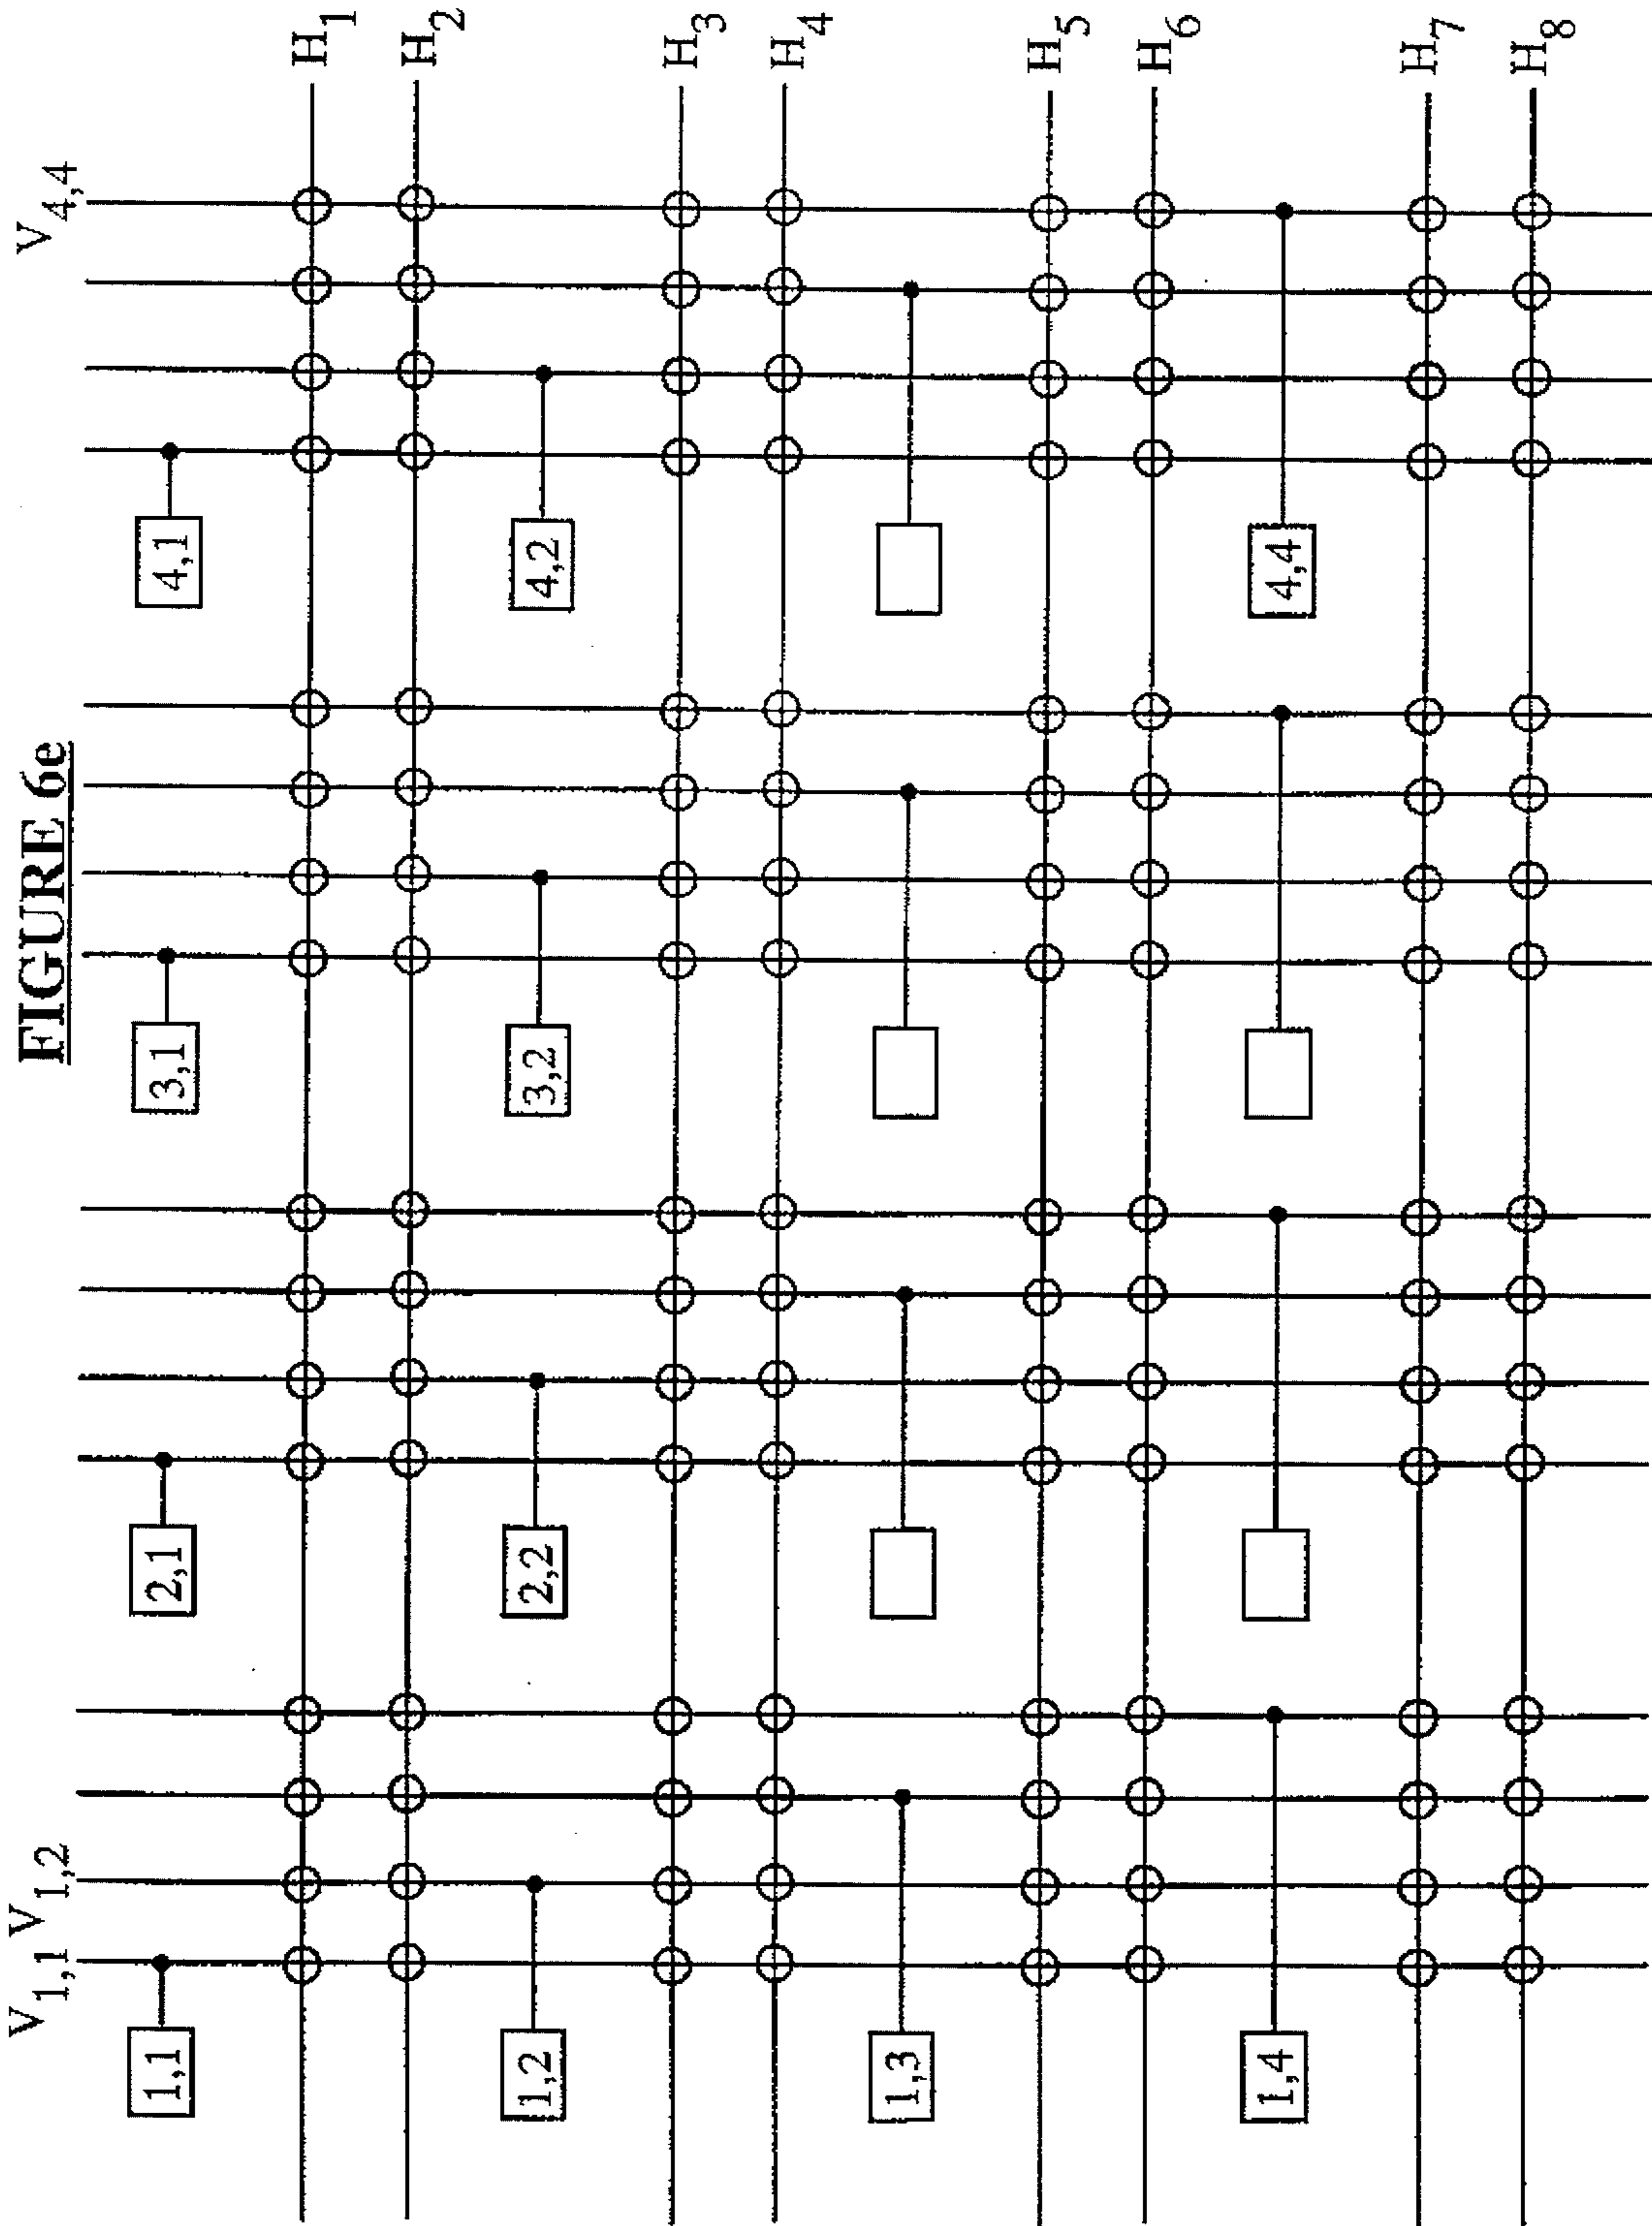 FIGURE 6e
V1,1 V1,2 V4,4
1,1 2,1 3,1 4,1
H1
H2
1,2 2,2 3,2 4,2
H3
H4
1,3
H5
H6
1,4 4,4
H7
H8